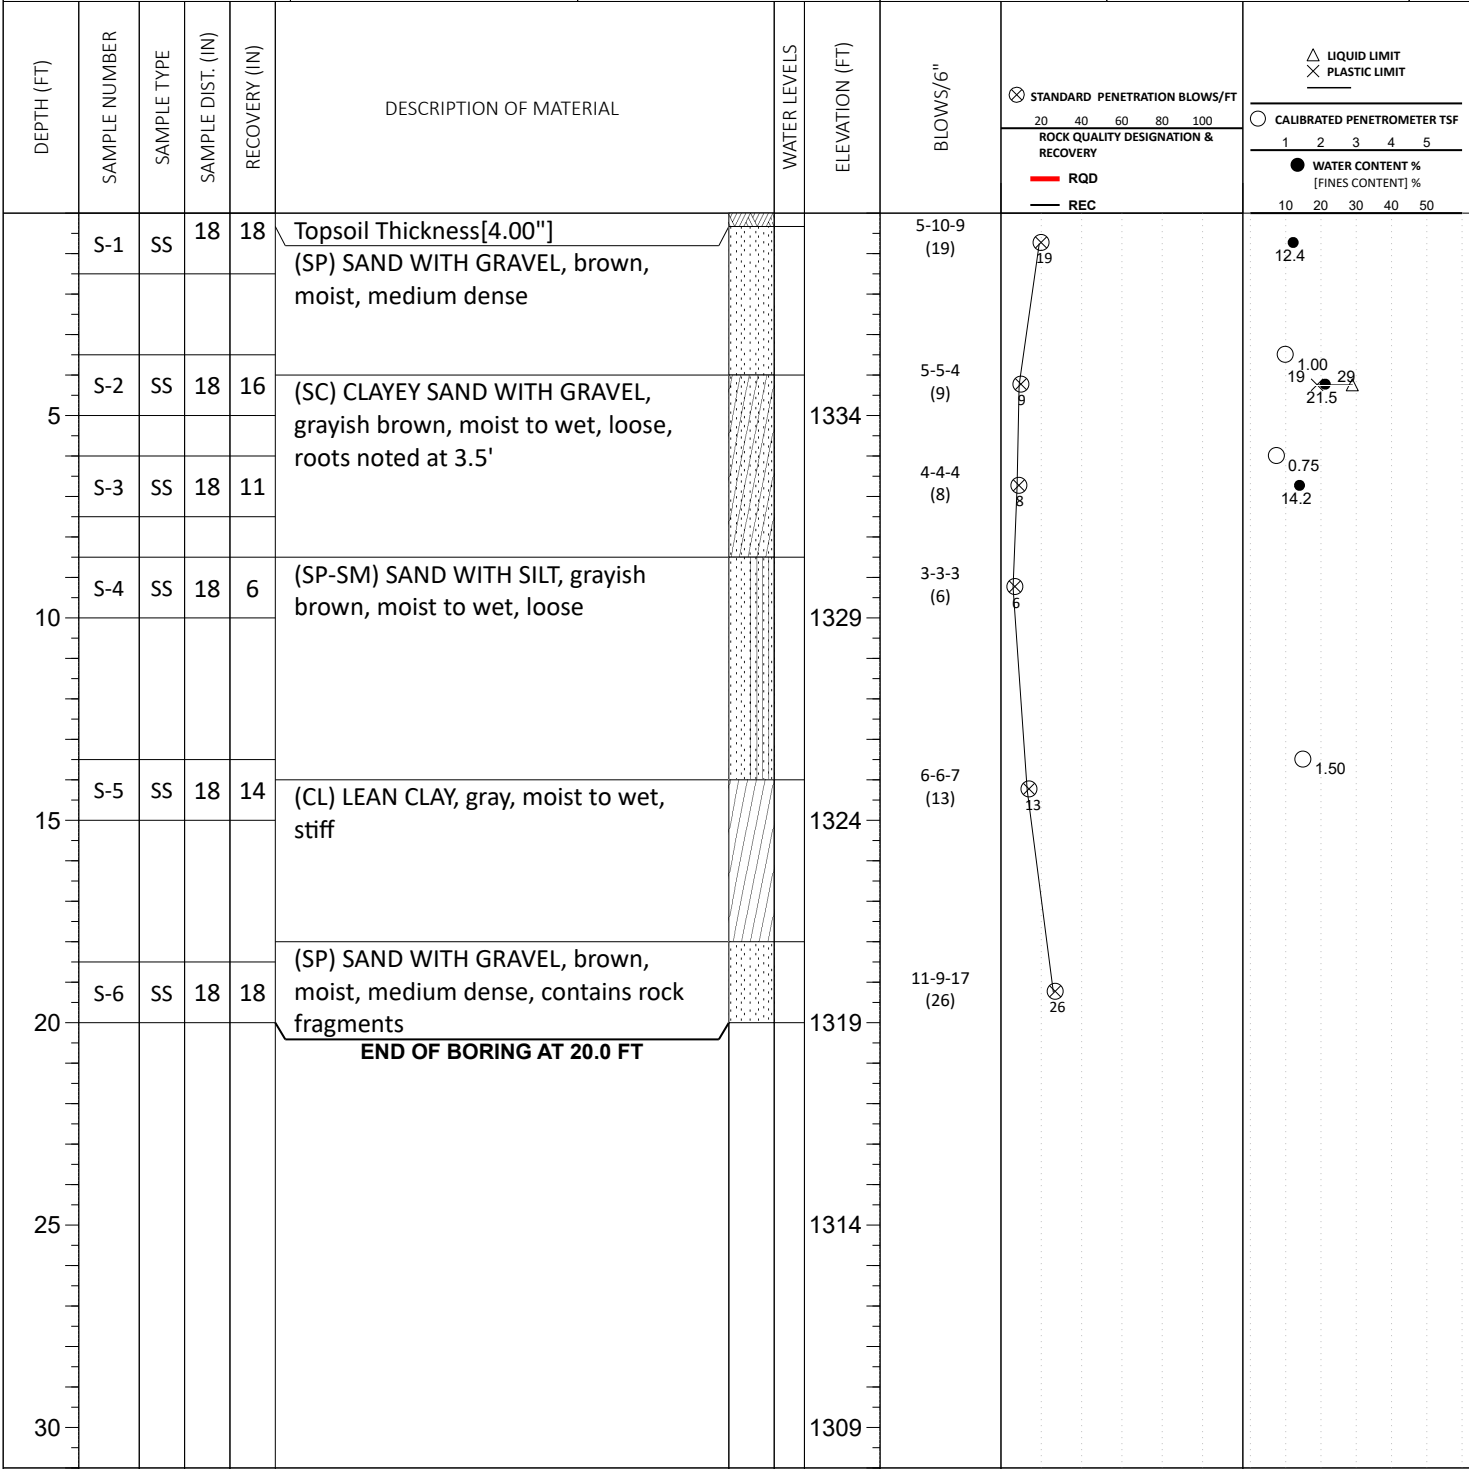 DEPTH (FT)
SAMPLE NUMBER
SAMPLE TYPE
SAMPLE DIST. (IN)
RECOVERY (IN)
DESCRIPTION OF MATERIAL
WATER LEVELS
ELEVATION (FT)
BLOWS/6"
STANDARD PENETRATION BLOWS/FT
20 40 60 80 100
ROCK QUALITY DESIGNATION &
RECOVERY
RQD
REC
LIQUID LIMIT
PLASTIC LIMIT
CALIBRATED PENETROMETER TSF
1 2 3 4 5
WATER CONTENT %
[FINES CONTENT] %
10 20 30 40 50
S-1 SS 18 18
Topsoil Thickness[4.00"]
(SP) SAND WITH GRAVEL, brown,
moist, medium dense
5-10-9
(19)
19
12.4
S-2 SS 18 16
(SC) CLAYEY SAND WITH GRAVEL,
grayish brown, moist to wet, loose,
roots noted at 3.5'
5-5-4
(9)
9
1.00
19 29
21.5
5
1334
S-3 SS 18 11
4-4-4
(8)
8
0.75
14.2
S-4 SS 18 6
(SP-SM) SAND WITH SILT, grayish
brown, moist to wet, loose
3-3-3
(6)
6
10
1329
S-5 SS 18 14
(CL) LEAN CLAY, gray, moist to wet,
stiff
6-6-7
(13)
13
1.50
15
1324
S-6 SS 18 18
(SP) SAND WITH GRAVEL, brown,
moist, medium dense, contains rock
fragments
11-9-17
(26)
26
20
1319
END OF BORING AT 20.0 FT
25
1314
30
1309